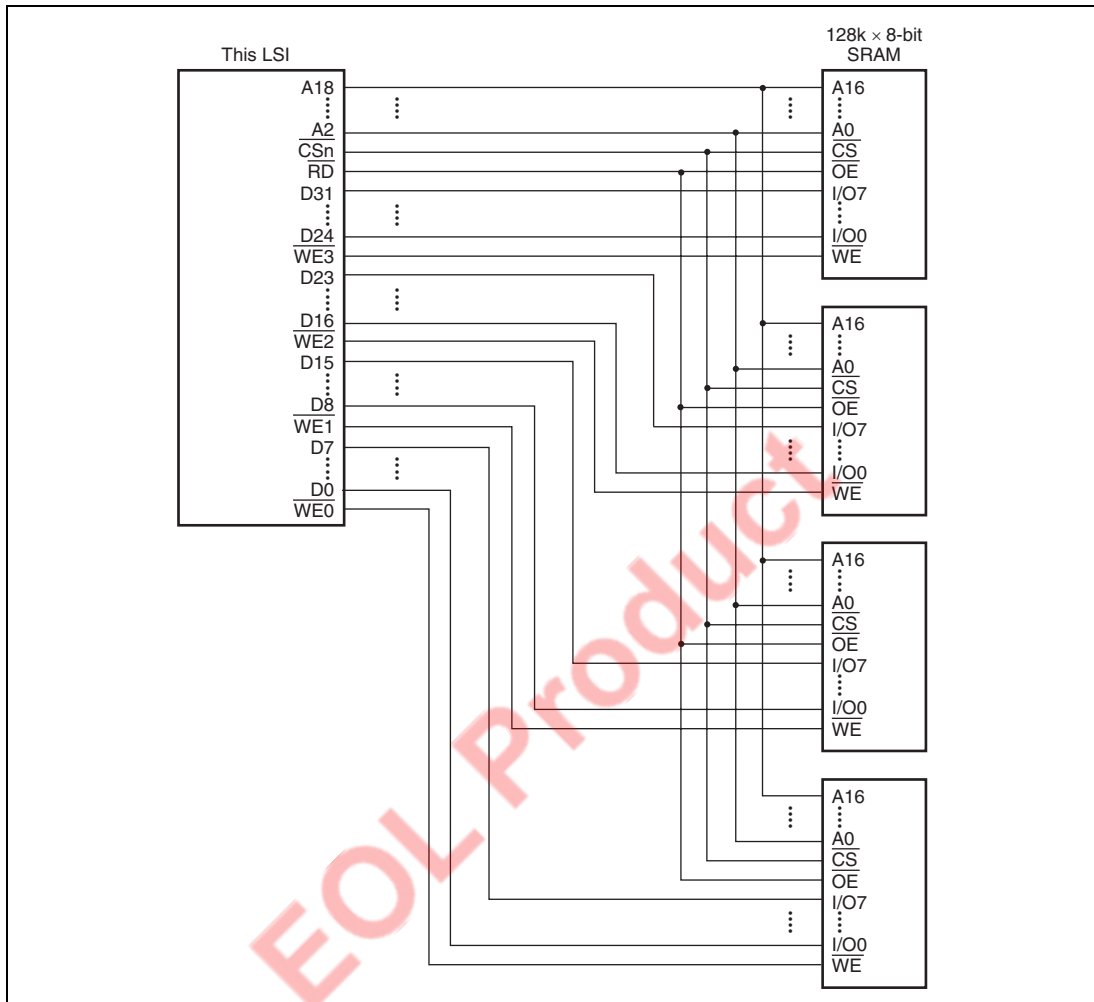 128k × 8-bit
SRAM
This LSI
A18
A2
CSn
RD
D31
D24
WE3
D23
D16
WE2
D15
D8
WE1
D7
D0
WE0
A16
A0
CS
OE
I/O7
I/O0
WE
A16
A0
CS
OE
I/O7
I/O0
WE
A16
A0
CS
OE
I/O7
I/O0
WE
A16
A0
CS
OE
I/O7
I/O0
WE
EOL Product